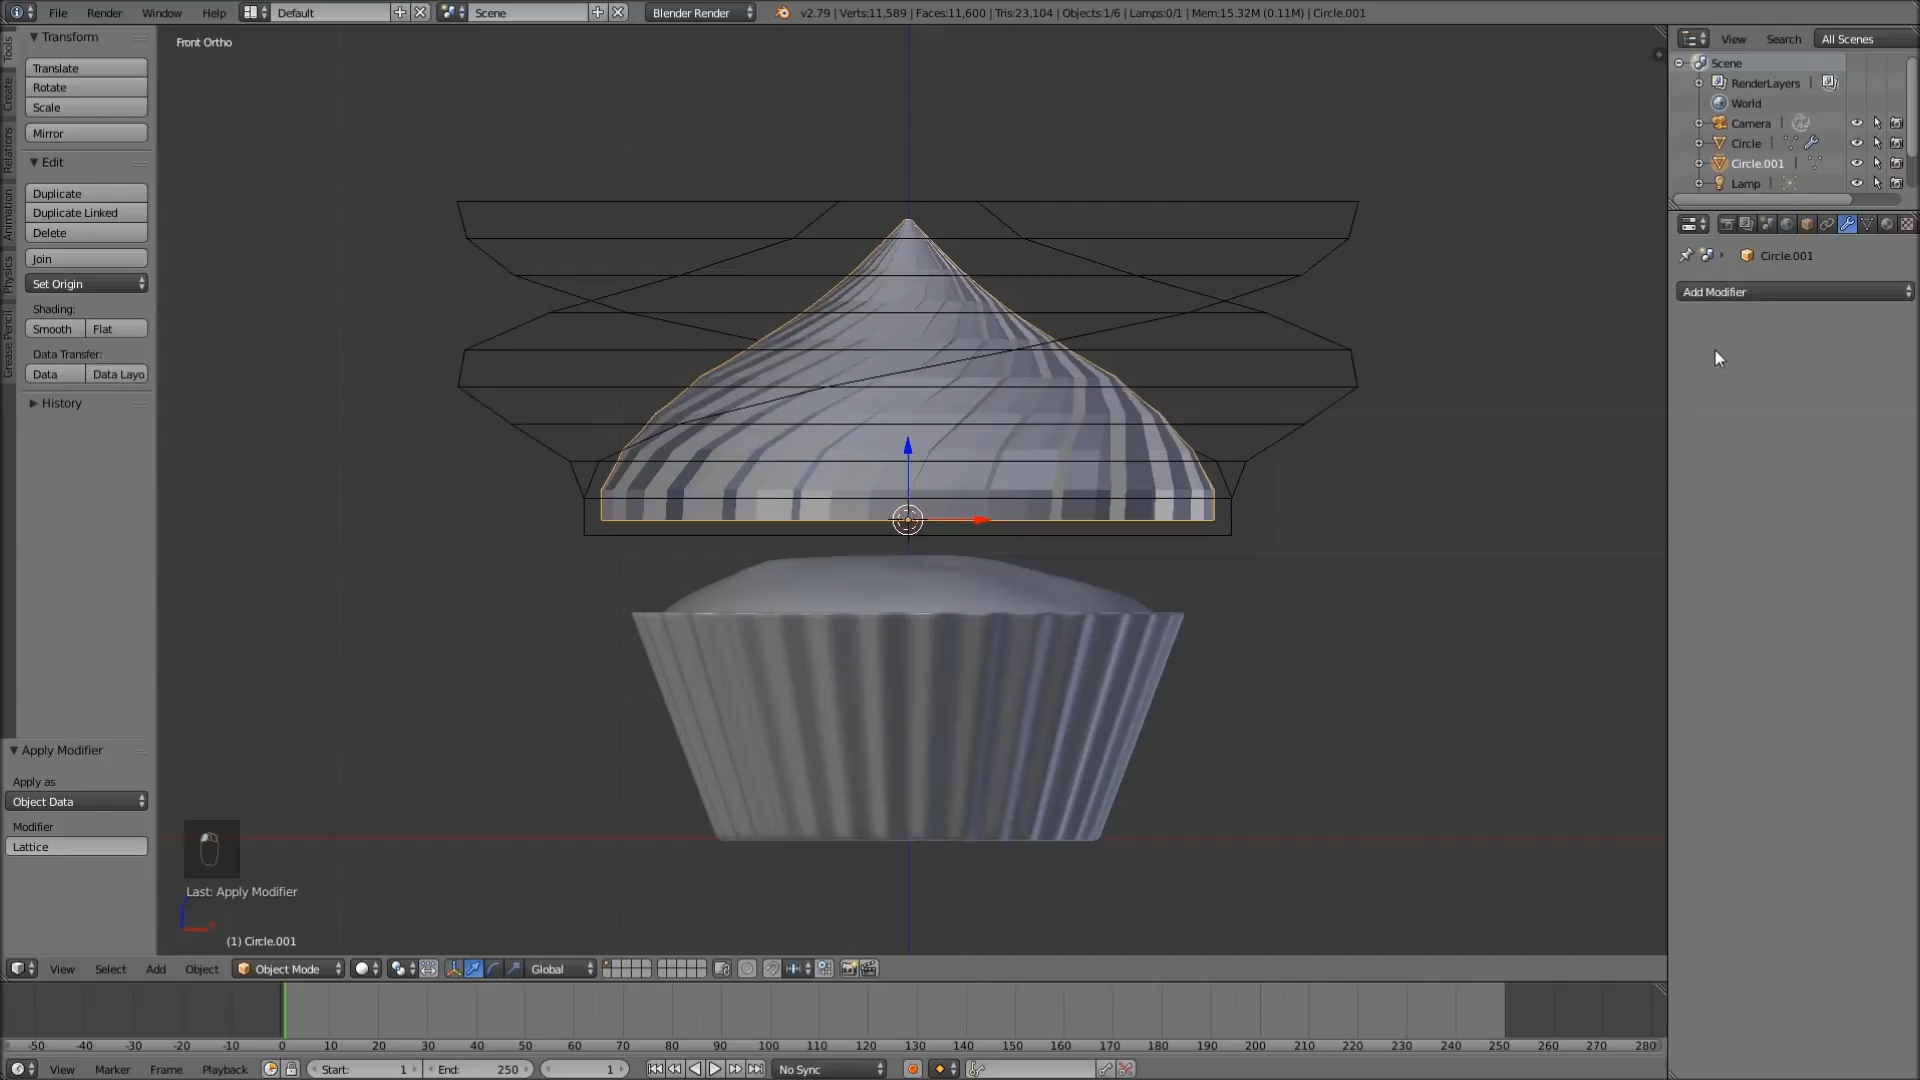 File Render Window Help Default Scene Blender Render v2.79 | Verts:11,589 | Faces:11,600 | Tris:23,104 | Objects:1/6 | Lamps:0/1 | Mem:15.32M (0.11M) | Circle.001
Tools
Create
Relations
Animation
Physics
Grease Pencil
Transform
Translate
Rotate
Scale
Mirror
Edit
Duplicate
Duplicate Linked
Delete
Join
Set Origin
Shading:
Smooth Flat
Data Transfer:
Data Data Layo
History
Apply Modifier
Apply as
Object Data
Modifier
Lattice
Front Ortho
Last: Apply Modifier
(1) Circle.001
View Search All Scenes
Scene
RenderLayers
World
Camera
Circle
Circle.001
Lamp
Circle.001
Add Modifier
View Select Add Object Object Mode Global
-50 -40 -30 -20 -10 0 10 20 30 40 50 60 70 80 90 100 110 120 130 140 150 160 170 180 190 200 210 220 230 240 250 260 270 280
View Marker Frame Playback Start: 1 End: 250 1 No Sync